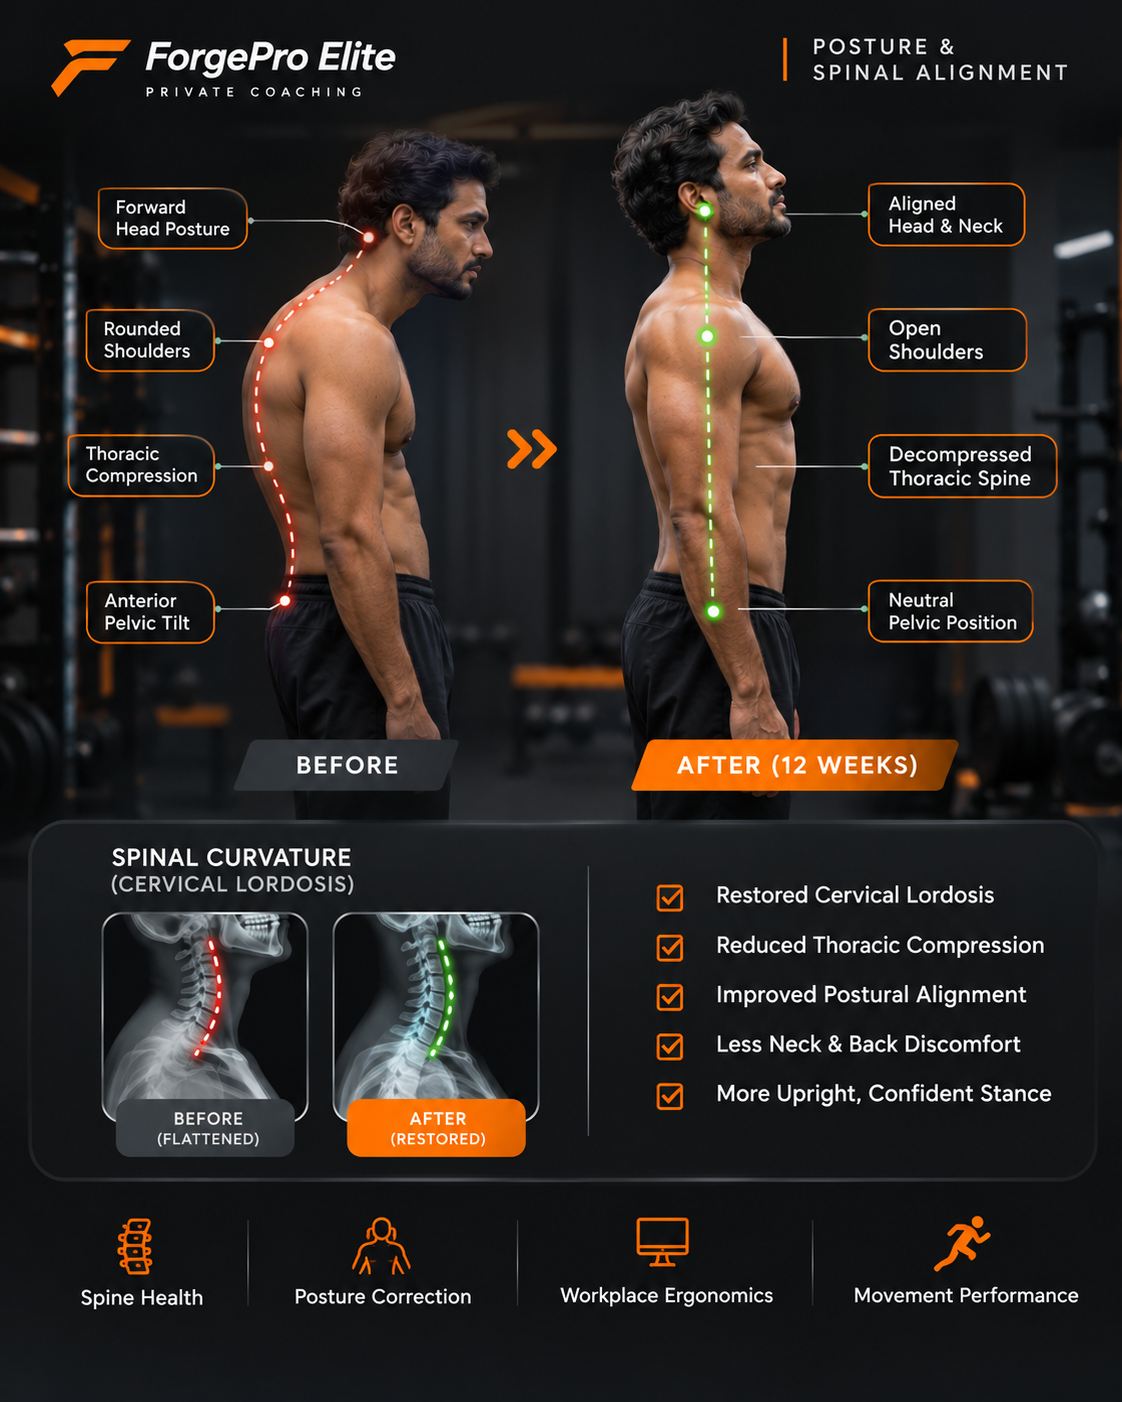 ForgePro Elite
PRIVATE COACHING
POSTURE &
SPINAL ALIGNMENT
Forward
Head Posture
Rounded
Shoulders
Thoracic
Compression
Anterior
Pelvic Tilt
Aligned
Head & Neck
Open
Shoulders
Decompressed
Thoracic Spine
Neutral
Pelvic Position
BEFORE
AFTER (12 WEEKS)
SPINAL CURVATURE
(CERVICAL LORDOSIS)
BEFORE
(FLATTENED)
AFTER
(RESTORED)
Restored Cervical Lordosis
Reduced Thoracic Compression
Improved Postural Alignment
Less Neck & Back Discomfort
More Upright, Confident Stance
Spine Health
Posture Correction
Workplace Ergonomics
Movement Performance